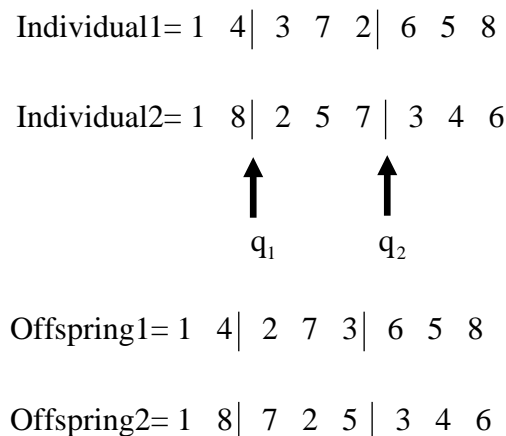 Individual1= 1 4| 3 7 2| 6 5 8
Individual2= 1 8| 2 5 7 | 3 4 6
q₁ q₂
Offspring1= 1 4| 2 7 3| 6 5 8
Offspring2= 1 8| 7 2 5 | 3 4 6